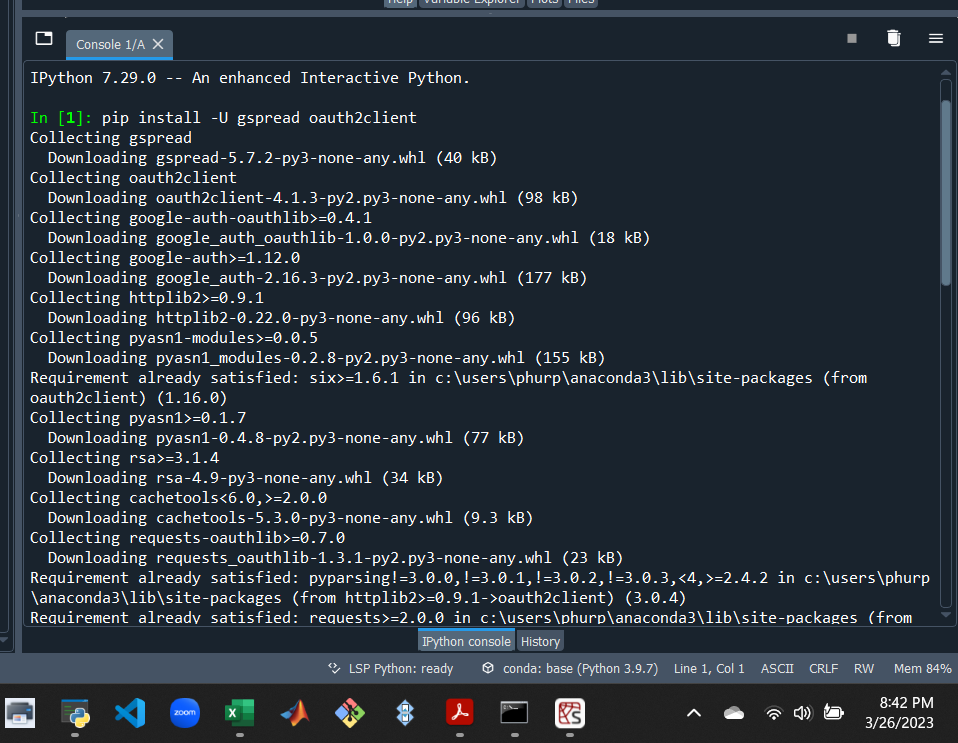 Help Variable Explorer Plots Files
Console 1/A
IPython 7.29.0 -- An enhanced Interactive Python.
In [1]: pip install -U gspread oauth2client
Collecting gspread
Downloading gspread-5.7.2-py3-none-any.whl (40 kB)
Collecting oauth2client
Downloading oauth2client-4.1.3-py2.py3-none-any.whl (98 kB)
Collecting google-auth-oauthlib>=0.4.1
Downloading google_auth_oauthlib-1.0.0-py2.py3-none-any.whl (18 kB)
Collecting google-auth>=1.12.0
Downloading google_auth-2.16.3-py2.py3-none-any.whl (177 kB)
Collecting httplib2>=0.9.1
Downloading httplib2-0.22.0-py3-none-any.whl (96 kB)
Collecting pyasn1-modules>=0.0.5
Downloading pyasn1_modules-0.2.8-py2.py3-none-any.whl (155 kB)
Requirement already satisfied: six>=1.6.1 in c:\users\phurp\anaconda3\lib\site-packages (from
oauth2client) (1.16.0)
Collecting pyasn1>=0.1.7
Downloading pyasn1-0.4.8-py2.py3-none-any.whl (77 kB)
Collecting rsa>=3.1.4
Downloading rsa-4.9-py3-none-any.whl (34 kB)
Collecting cachetools<6.0,>=2.0.0
Downloading cachetools-5.3.0-py3-none-any.whl (9.3 kB)
Collecting requests-oauthlib>=0.7.0
Downloading requests_oauthlib-1.3.1-py2.py3-none-any.whl (23 kB)
Requirement already satisfied: pyparsing!=3.0.0,!=3.0.1,!=3.0.2,!=3.0.3,<4,>=2.4.2 in c:\users\phurp
\anaconda3\lib\site-packages (from httplib2>=0.9.1->oauth2client) (3.0.4)
Requirement already satisfied: requests>=2.0.0 in c:\users\phurp\anaconda3\lib\site-packages (from
IPython console History
LSP Python: ready conda: base (Python 3.9.7) Line 1, Col 1 ASCII CRLF RW Mem 84%
zoom
8:42 PM
3/26/2023